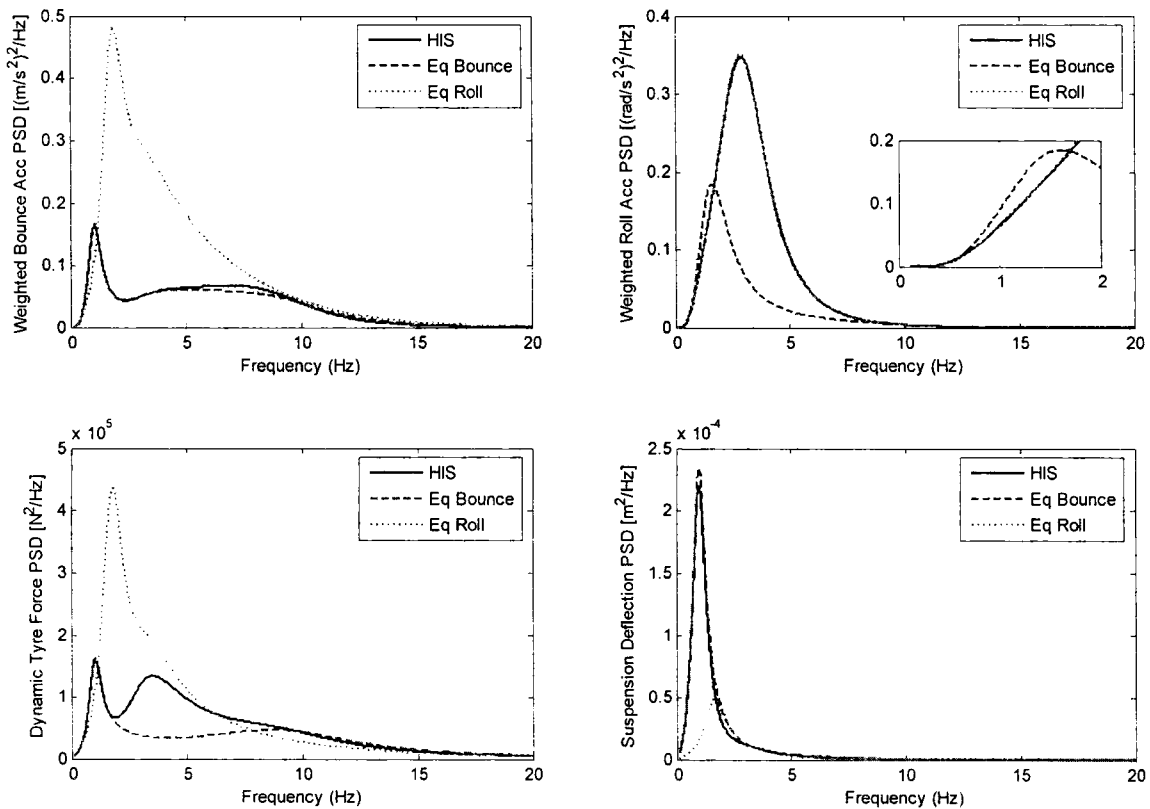 Weighted Bounce Acc PSD [(m/s²)²/Hz]
0.5
0.4
0.3
0.2
0.1
0
HIS
Eq Bounce
Eq Roll
0 5 10 15 20
Frequency (Hz)
Weighted Roll Acc PSD [(rad/s²)²/Hz]
0.4
0.3
0.2
0.1
0
HIS
Eq Bounce
Eq Roll
0.2
0.1
0
0 1 2
0 5 10 15 20
Frequency (Hz)
Dynamic Tyre Force PSD [N²/Hz]
x 10⁵
5
4
3
2
1
0
HIS
Eq Bounce
Eq Roll
0 5 10 15 20
Frequency (Hz)
Suspension Deflection PSD [m²/Hz]
x 10⁻⁴
2.5
2
1.5
1
0.5
0
HIS
Eq Bounce
Eq Roll
0 5 10 15 20
Frequency (Hz)